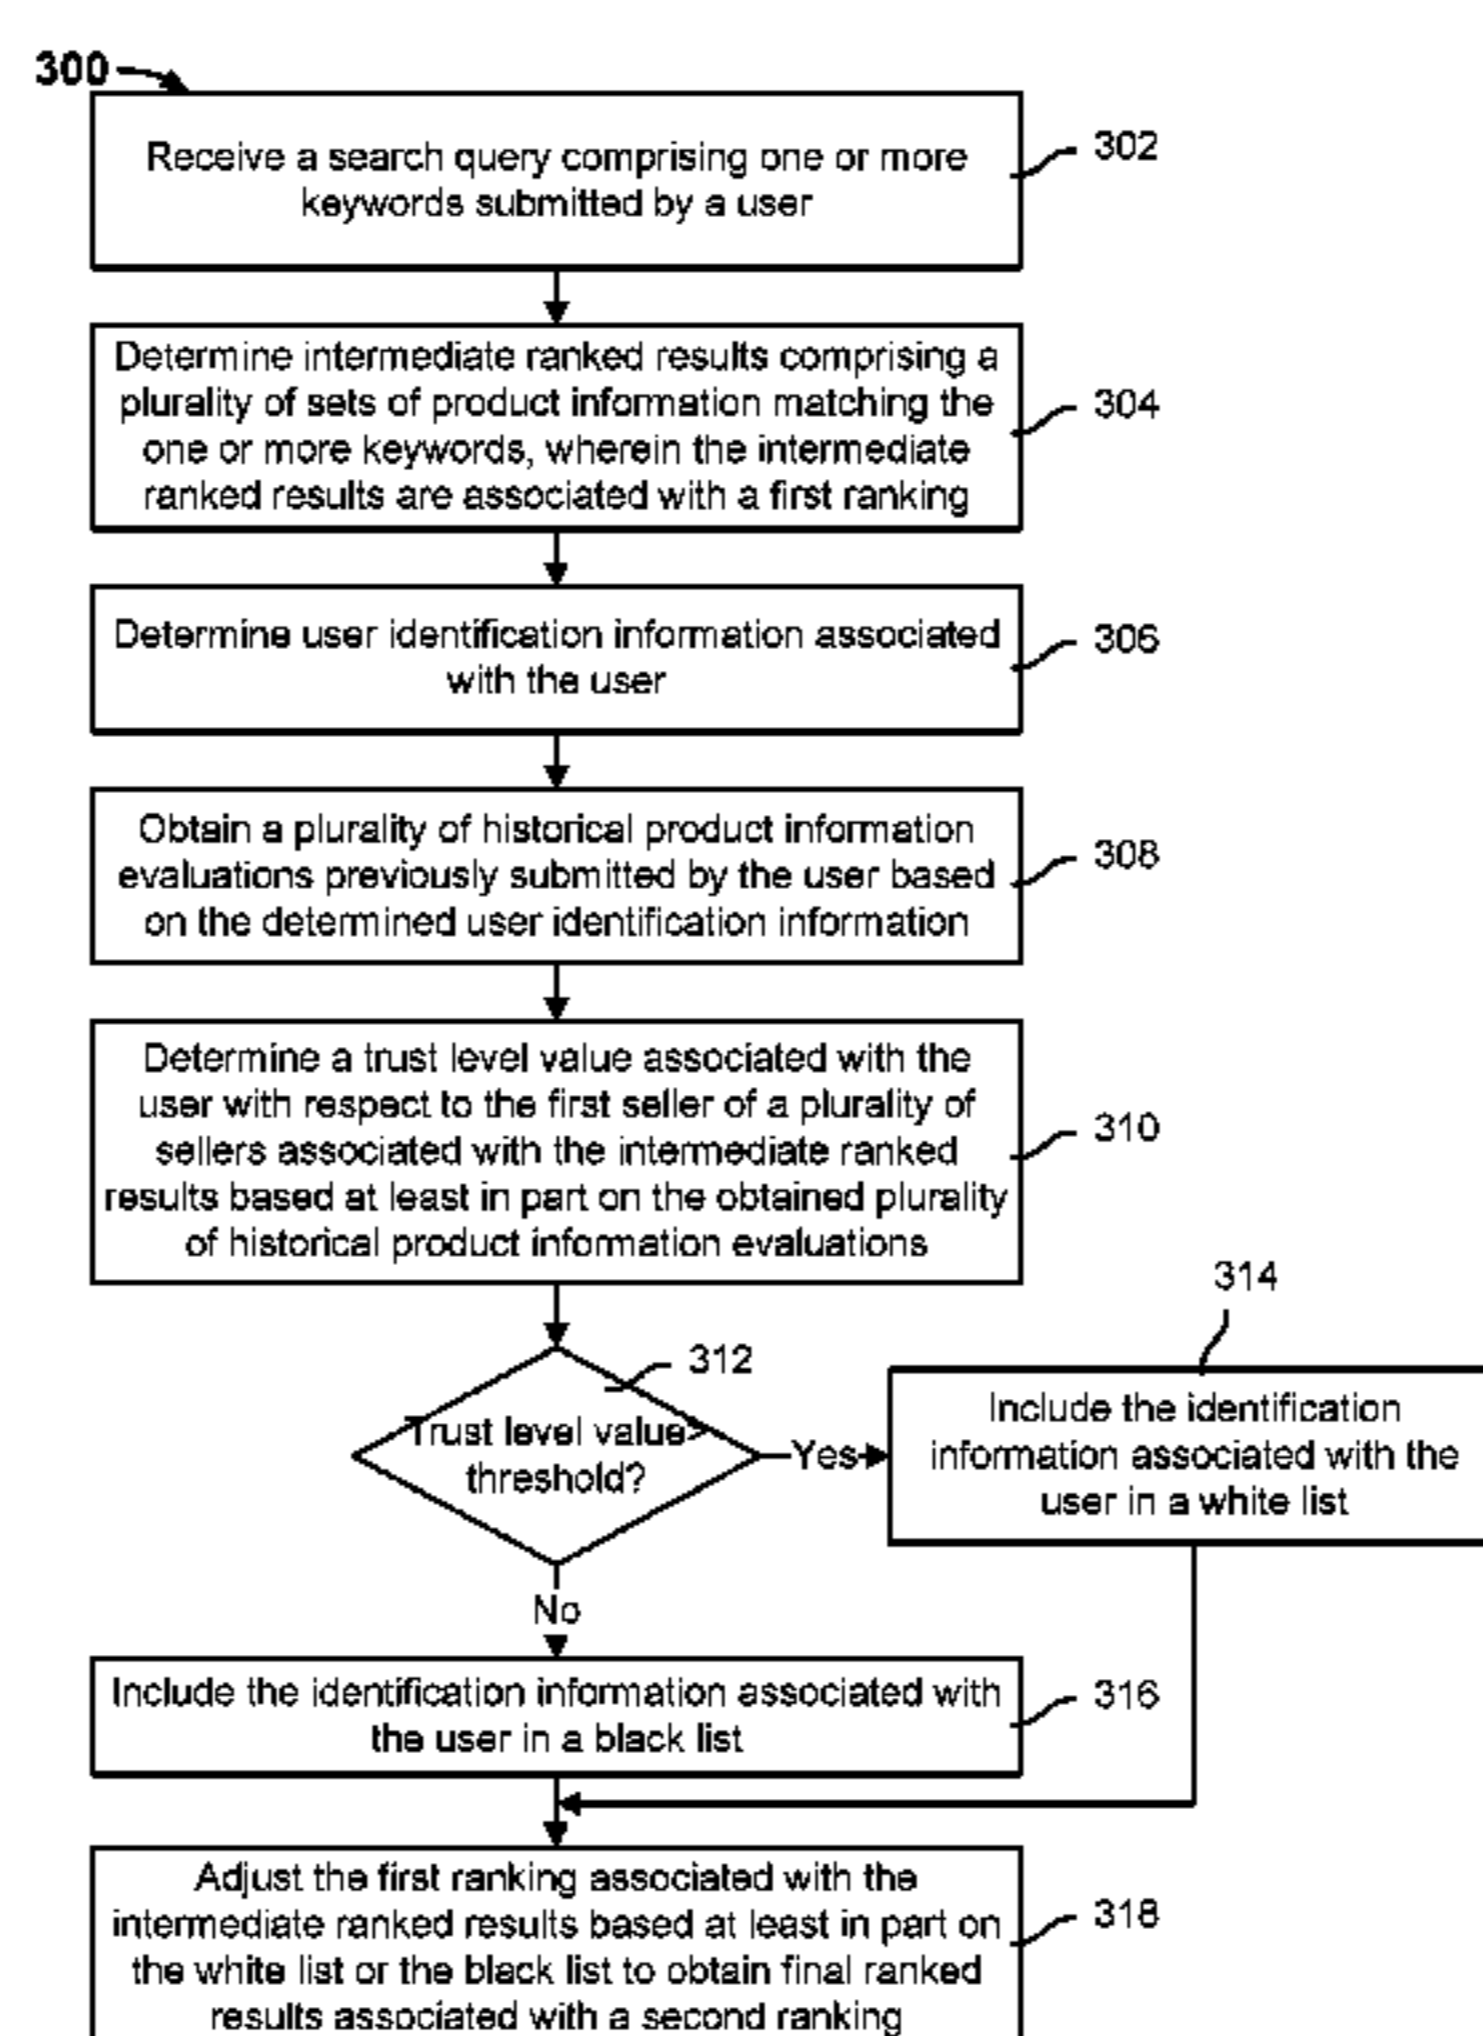 300
Receive a search query comprising one or more
keywords submitted by a user
302
Determine intermediate ranked results comprising a
plurality of sets of product information matching the
one or more keywords, wherein the intermediate
ranked results are associated with a first ranking
304
Determine user identification information associated
with the user
306
Obtain a plurality of historical product information
evaluations previously submitted by the user based
on the determined user identification information
308
Determine a trust level value associated with the
user with respect to the first seller of a plurality of
sellers associated with the intermediate ranked
results based at least in part on the obtained plurality
of historical product information evaluations
310
312
Trust level value>
threshold?
Yes
314
Include the identification
information associated with the
user in a white list
No
Include the identification information associated with
the user in a black list
316
Adjust the first ranking associated with the
intermediate ranked results based at least in part on
the white list or the black list to obtain final ranked
results associated with a second ranking
318